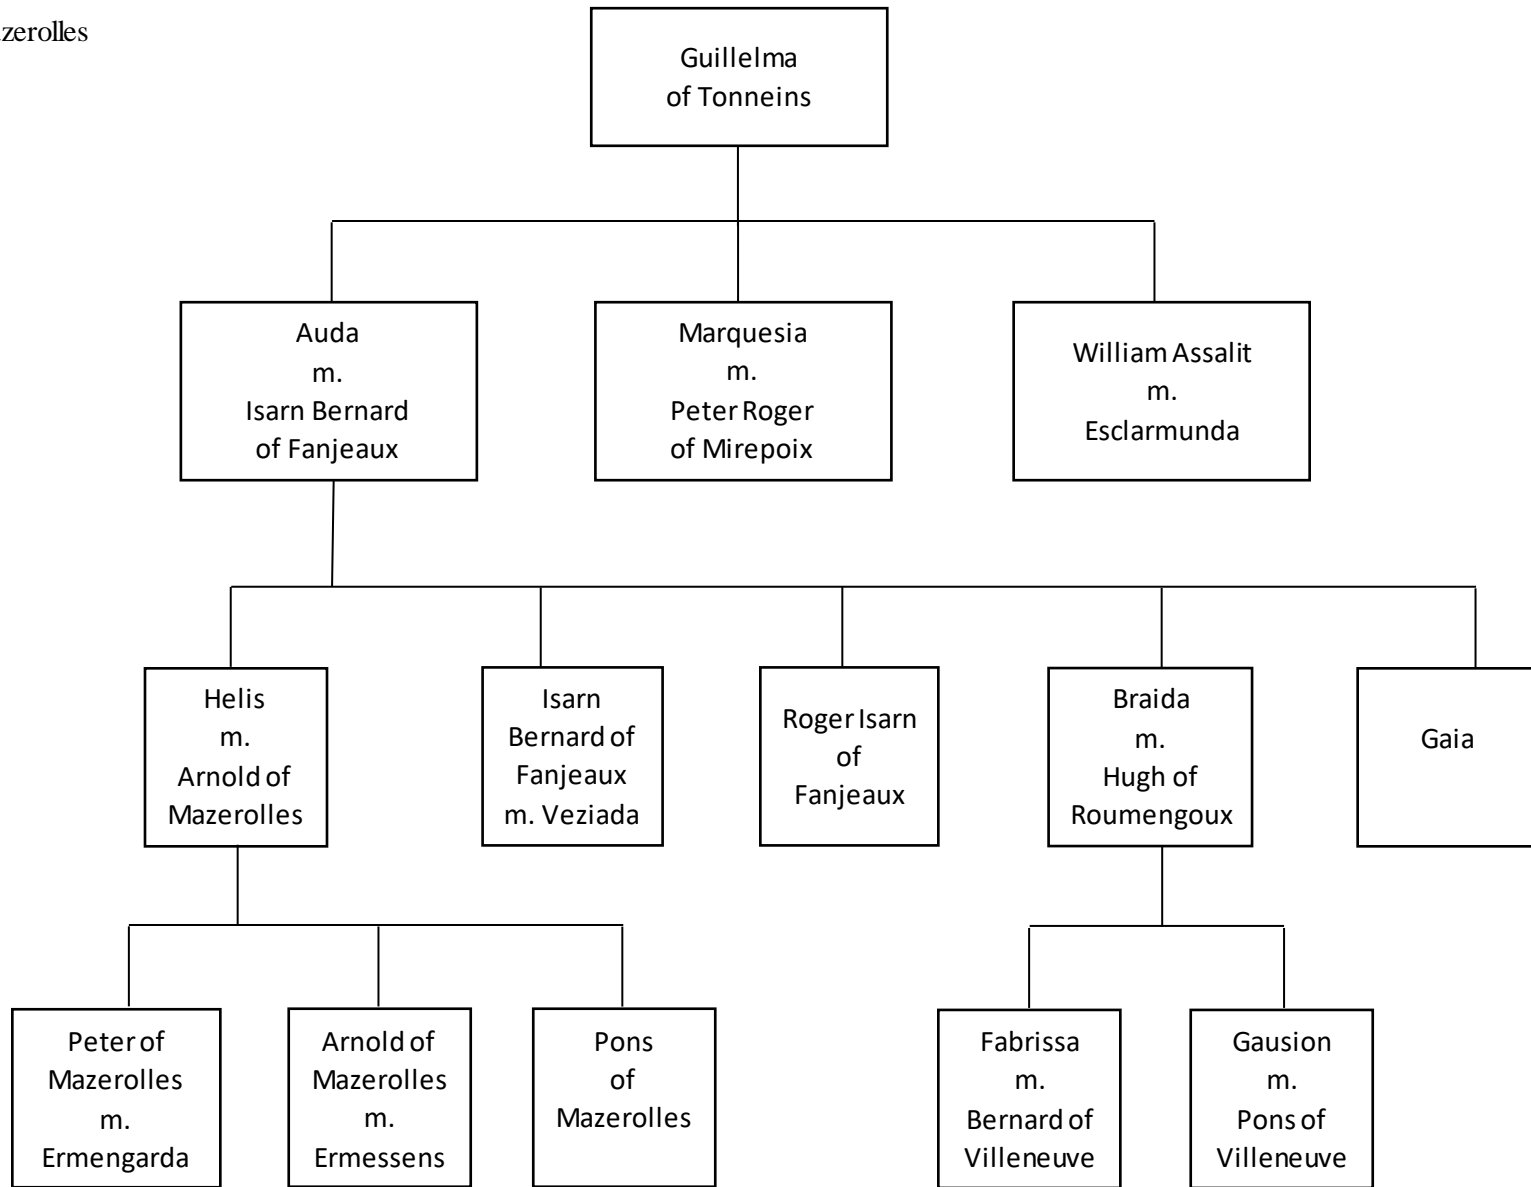 Guillelma
of Tonneins
Auda
m.
Isarn Bernard
of Fanjeaux
Marquesia
m.
Peter Roger
of Mirepoix
William Assalit
m.
Esclarmunda
Helis
m.
Arnold of
Mazerolles
Isarn
Bernard of
Fanjeaux
m. Veziada
Roger Isarn
of
Fanjeaux
Braida
m.
Hugh of
Roumengoux
Gaia
Peter of
Mazerolles
m.
Ermengarda
Arnold of
Mazerolles
m.
Ermessens
Pons
of
Mazerolles
Fabrissa
m.
Bernard of
Villeneuve
Gausion
m.
Pons of
Villeneuve